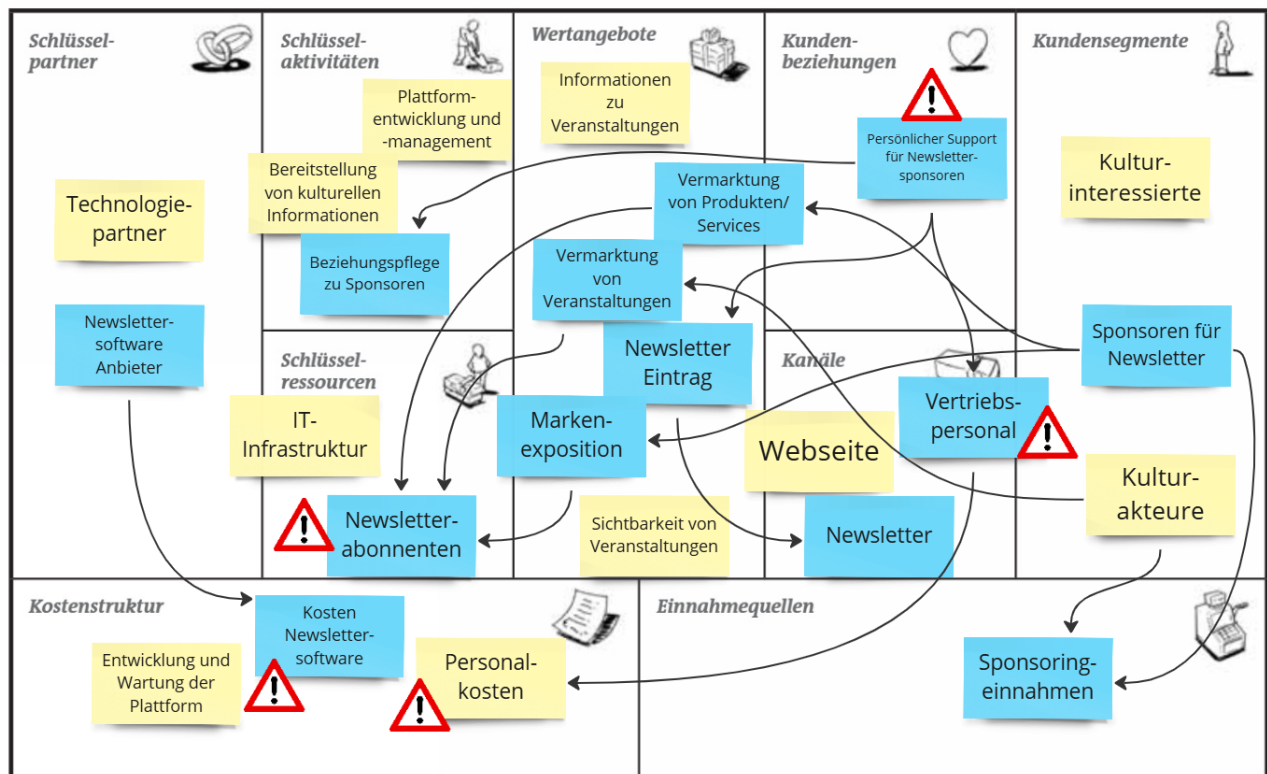 Schlüssel-
partner
Technologie-
partner
Newsletter-
software
Anbieter
Schlüssel-
aktivitäten
Plattform-
entwicklung und
-management
Bereitstellung
von kulturellen
Informationen
Beziehungspflege
zu Sponsoren
Schlüssel-
ressourcen
IT-
Infrastruktur
!
Newsletter-
abonnenten
Wertangebote
Informationen
zu
Veranstaltungen
Vermarktung
von Produkten/
Services
Vermarktung
von
Veranstaltungen
Newsletter
Eintrag
Marken-
exposition
Sichtbarkeit von
Veranstaltungen
Kunden-
beziehungen
!
Persönlicher Support
für Newsletter-
sponsoren
Kanäle
Vertriebs-
personal
!
Webseite
Newsletter
Kundensegmente
Kultur-
interessierte
Sponsoren für
Newsletter
Kultur-
akteure
Kostenstruktur
Kosten
Newsletter-
software
!
Entwicklung und
Wartung der
Plattform
Personal-
kosten
!
Einnahmequellen
Sponsoring-
einnahmen